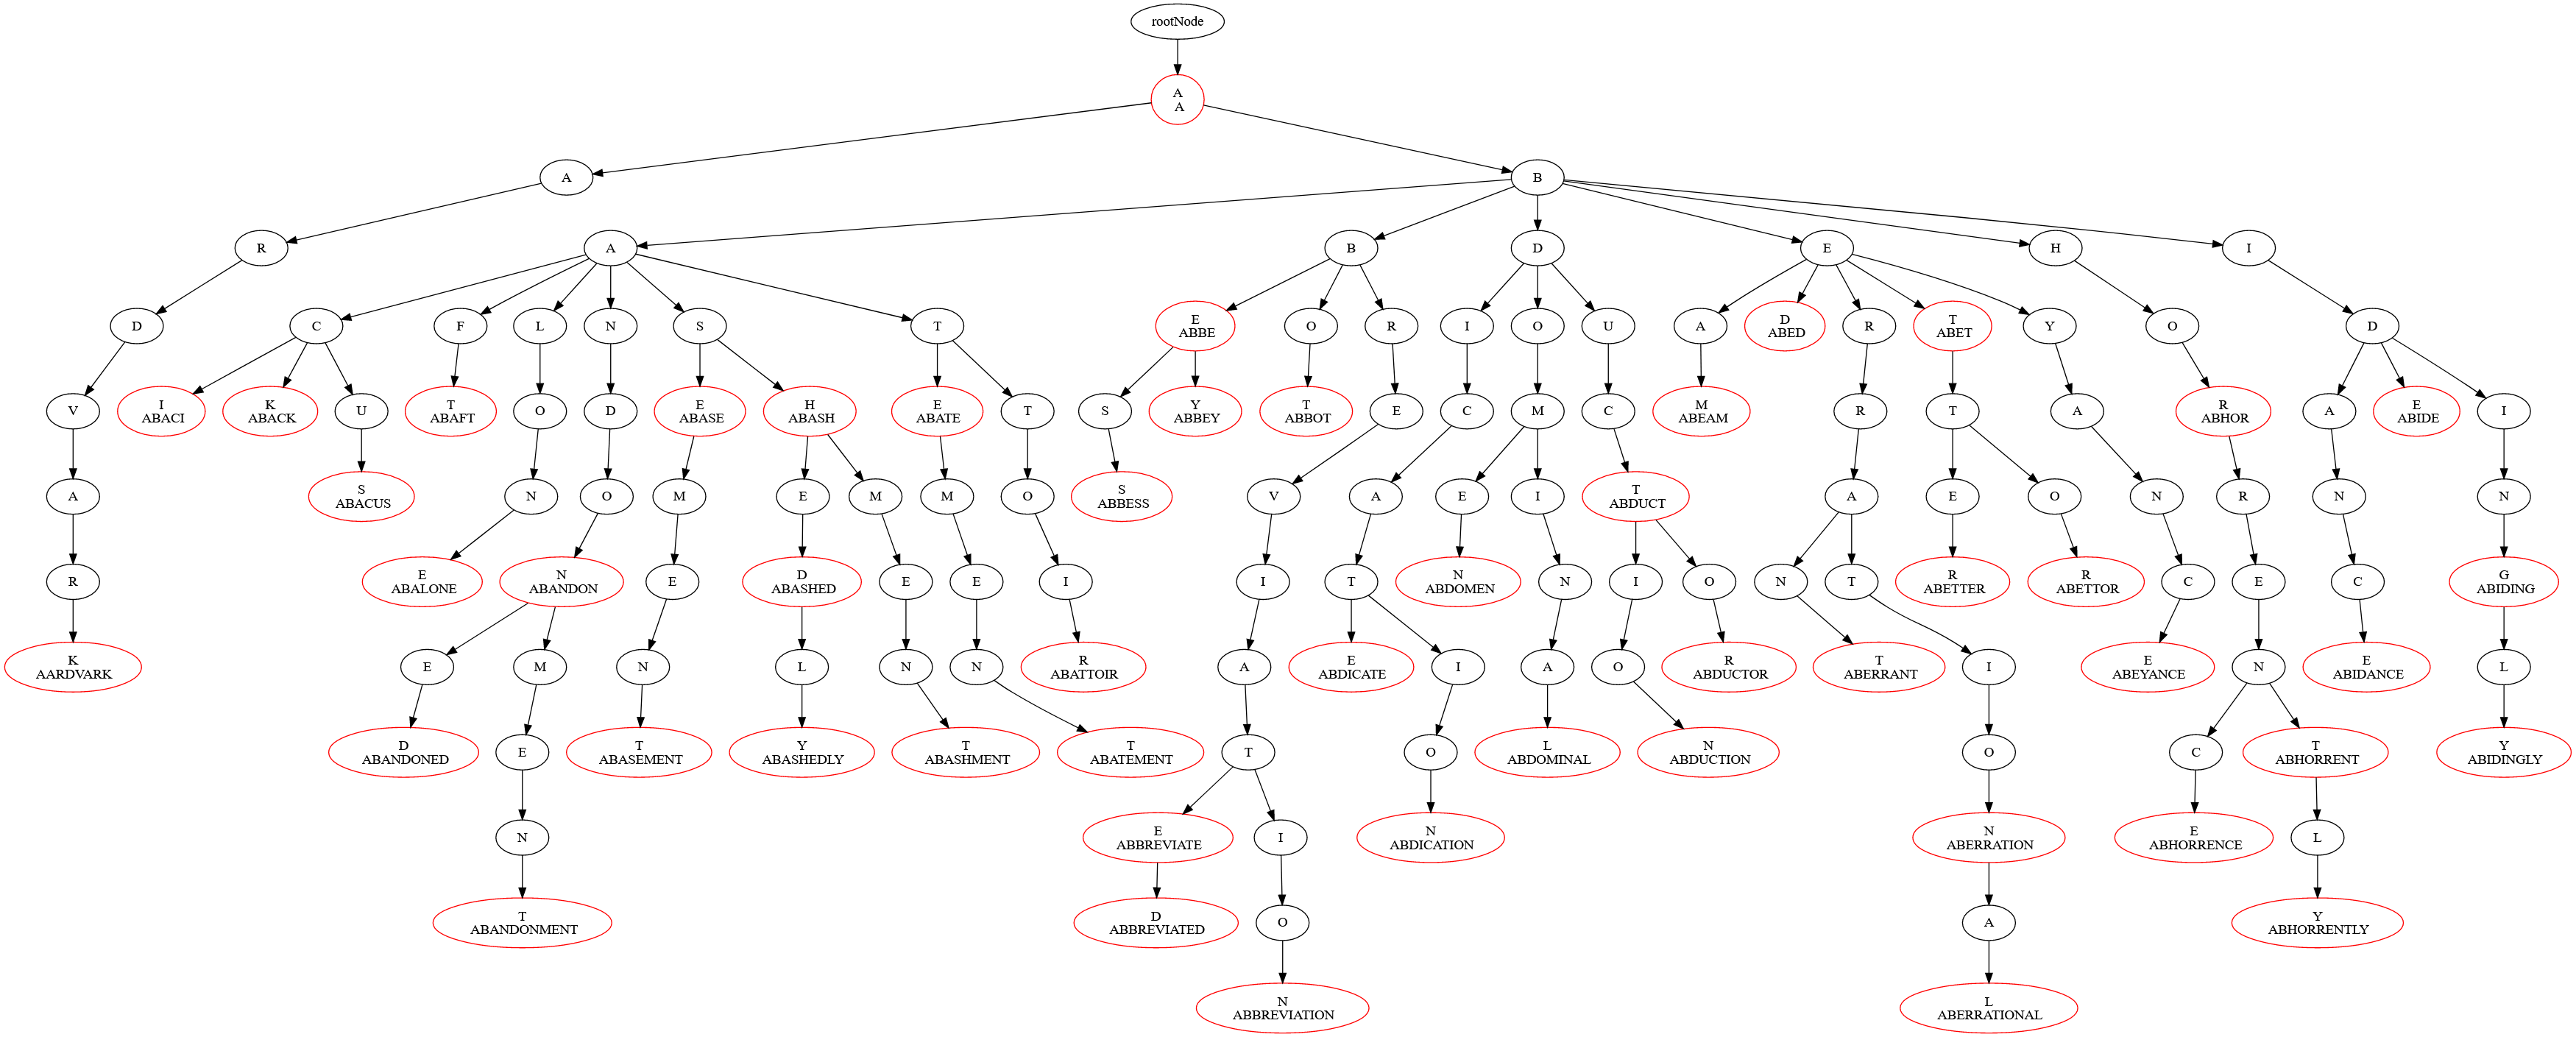 rootNode
A
A
A
B
R
A
B
D
E
H
I
D
C
F
L
N
S
T
E
ABBE
O
R
I
O
U
A
D
ABED
R
T
ABET
Y
O
D
V
I
ABACI
K
ABACK
U
T
ABAFT
O
D
E
ABASE
H
ABASH
E
ABATE
T
S
Y
ABBEY
T
ABBOT
E
C
M
C
M
ABEAM
R
T
A
R
ABHOR
A
E
ABIDE
I
A
S
ABACUS
N
O
M
E
M
M
O
S
ABBESS
V
A
E
I
T
ABDUCT
A
E
O
N
R
N
N
R
E
ABALONE
N
ABANDON
E
D
ABASHED
E
E
I
I
T
N
ABDOMEN
N
I
O
N
T
R
ABETTER
R
ABETTOR
C
E
C
G
ABIDING
K
AARDVARK
E
M
N
L
N
N
R
ABATTOIR
A
E
ABDICATE
I
A
O
R
ABDUCTOR
T
ABERRANT
I
E
ABEYANCE
N
E
ABIDANCE
L
D
ABANDONED
E
T
ABASEMENT
Y
ABASHEDLY
T
ABASHMENT
T
ABATEMENT
T
O
L
ABDOMINAL
N
ABDUCTION
O
C
T
ABHORRENT
Y
ABIDINGLY
N
E
ABBREVIATE
I
N
ABDICATION
N
ABERRATION
E
ABHORRENCE
L
T
ABANDONMENT
D
ABBREVIATED
O
A
Y
ABHORRENTLY
N
ABBREVIATION
L
ABERRATIONAL